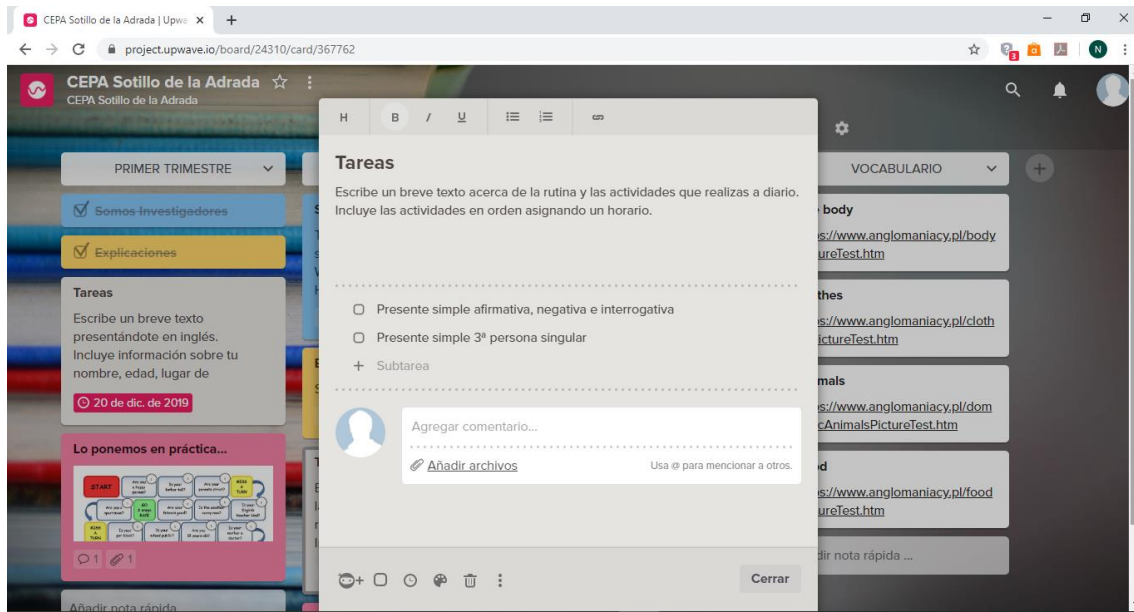 CEPA Sotillo de la Adrada | Upwa
project.upwave.io/board/24310/card/367762
3
a
N
CEPA Sotillo de la Adrada
CEPA Sotillo de la Adrada
H B I U
PRIMER TRIMESTRE
Somos Investigadores
Explicaciones
Tareas
Escribe un breve texto
presentándote en inglés.
Incluye información sobre tu
nombre, edad, lugar de
20 de dic. de 2019
Lo ponemos en práctica...
START
1
1
Añadir nota rápida
Tareas
Escribe un breve texto acerca de la rutina y las actividades que realizas a diario.
Incluye las actividades en orden asignando un horario.
Presente simple afirmativa, negativa e interrogativa
Presente simple 3ª persona singular
+ Subtarea
Agregar comentario...
Añadir archivos
Usa @ para mencionar a otros.
Cerrar
VOCABULARIO
body
s://www.anglomaniacy.pl/body
ureTest.htm
thes
s://www.anglomaniacy.pl/cloth
ictureTest.htm
mals
s://www.anglomaniacy.pl/dom
cAnimalsPictureTest.htm
d
s://www.anglomaniacy.pl/food
ureTest.htm
dir nota rápida ...